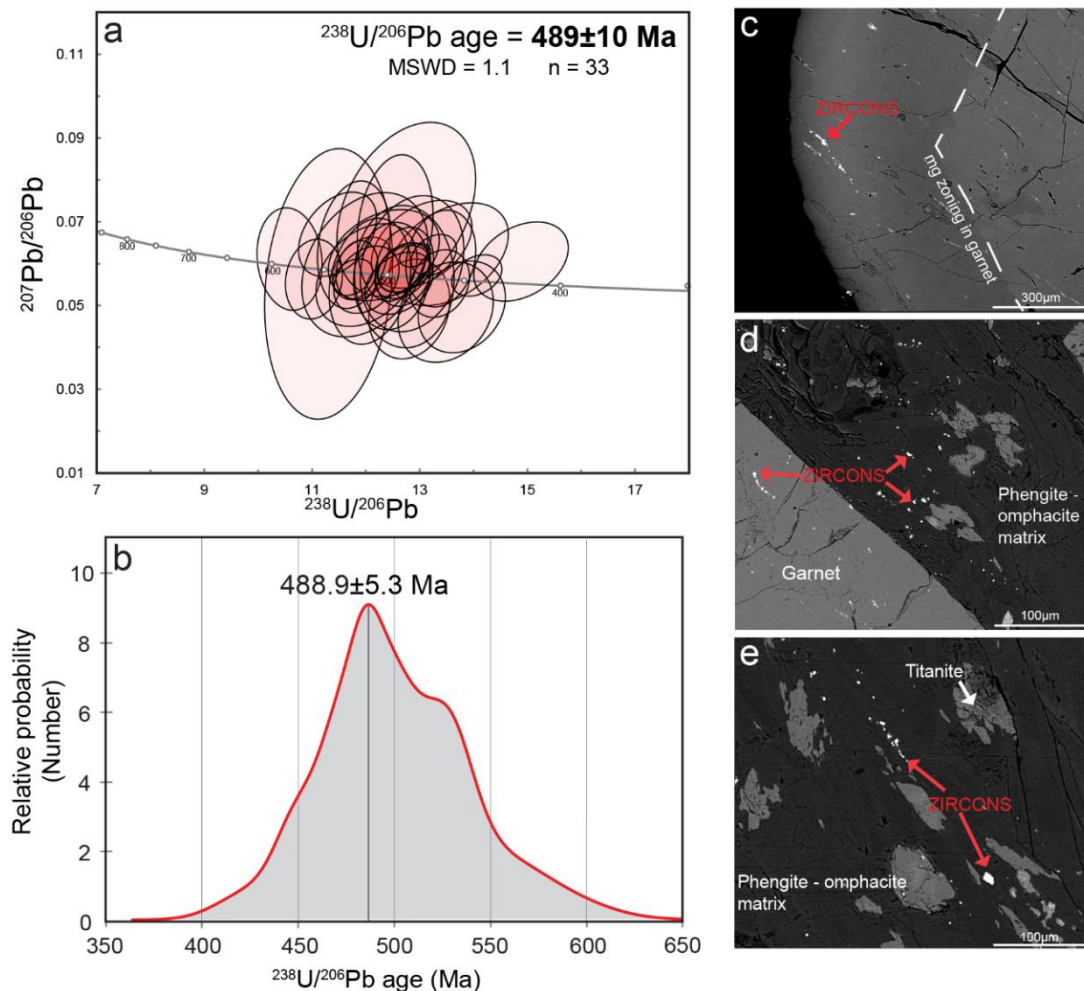 a
²³⁸U/²⁰⁶Pb age = 489±10 Ma
MSWD = 1.1 n = 33
0.11
0.09
0.07
0.05
0.03
0.01
²⁰⁷Pb/²⁰⁶Pb
800
700
600
400
7
9
11
13
15
17
²³⁸U/²⁰⁶Pb
b
488.9±5.3 Ma
10
8
6
4
2
0
Relative probability
(Number)
350
400
450
500
550
600
650
²³⁸U/²⁰⁶Pb age (Ma)
c
ZIRCONS
mg zoning in garnet
300µm
d
ZIRCONS
Phengite -
omphacite
matrix
Garnet
100µm
e
Titanite
ZIRCONS
Phengite - omphacite
matrix
100µm